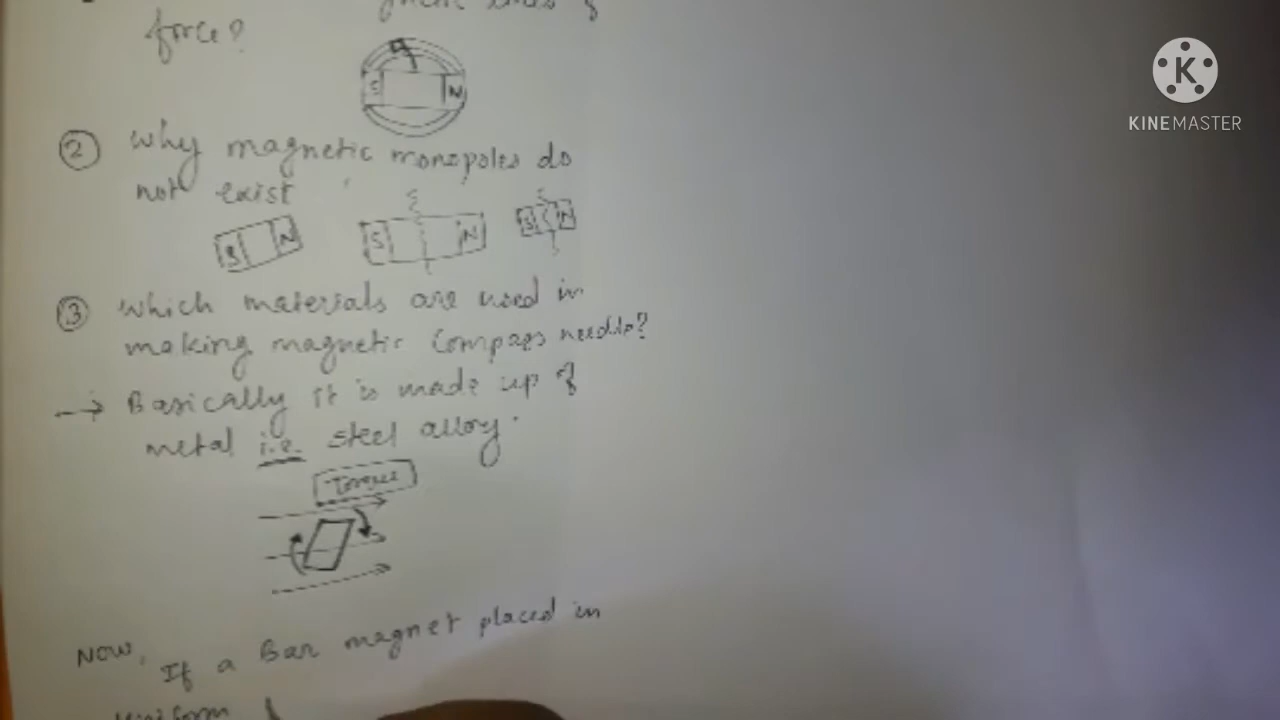 force?
S
N
② Why magnetic monopoles do
not exist
S N S N S N
③ Which materials are used in
making magnetic compass needle?
→ Basically it is made up of
metal i.e. steel alloy.
Torque
Now,
If a Bar magnet placed in
K
KINEMASTER